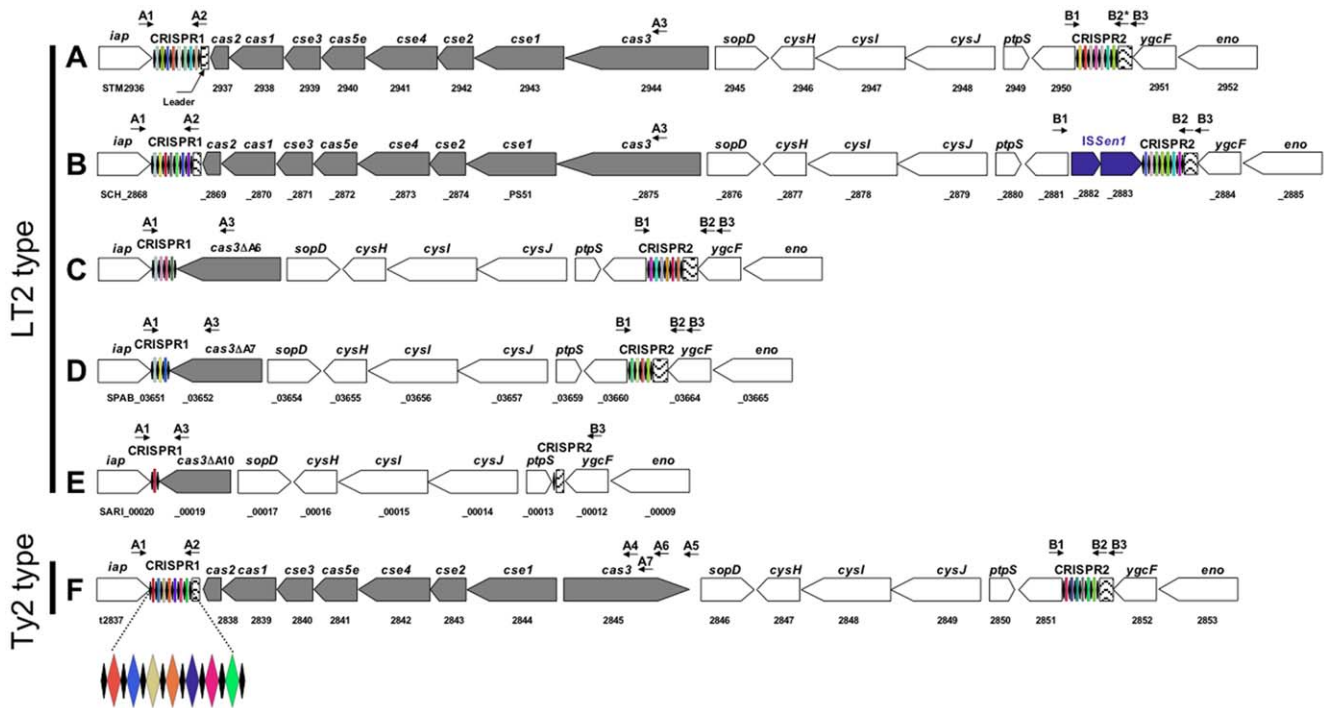 A1 A2 A3 B1 B2* B3
iap CRISPR1 cas2 cas1 cse3 cas5e cse4 cse2 cse1 cas3 sopD cysH cysI cysJ ptpS CRISPR2 ygcF eno
A
STM2936 Leader 2937 2938 2939 2940 2941 2942 2943 2944 2945 2946 2947 2948 2949 2950 2951 2952
A1 A2 A3 B1 B2 B3
iap CRISPR1 cas2 cas1 cse3 cas5e cse4 cse2 cse1 cas3 sopD cysH cysI cysJ ptpS ISSen1 CRISPR2 ygcF eno
B
SCH_2868 _2869 _2870 _2871 _2872 _2873 _2874 _PS51 _2875 _2876 _2877 _2878 _2879 _2880 _2881 _2882 _2883 _2884 _2885
LT2 type
A1 A3 B1 B2 B3
iap CRISPR1 cas3ΔA6 sopD cysH cysI cysJ ptpS CRISPR2 ygcF eno
C
A1 A3 B1 B2 B3
iap CRISPR1 cas3ΔA7 sopD cysH cysI cysJ ptpS CRISPR2 ygcF eno
D
SPAB_03651 _03652 _03654 _03655 _03656 _03657 _03659 _03660 _03664 _03665
A1 A3 B3
iap CRISPR1 cas3ΔA10 sopD cysH cysI cysJ ptpS CRISPR2 ygcF eno
E
SARI_00020 _00019 _00017 _00016 _00015 _00014 _00013 _00012 _00009
Ty2 type
A1 A2 A4 A6 A5 A7 B1 B2 B3
iap CRISPR1 cas2 cas1 cse3 cas5e cse4 cse2 cse1 cas3 sopD cysH cysI cysJ ptpS CRISPR2 ygcF eno
F
t2837 2838 2839 2840 2841 2842 2843 2844 2845 2846 2847 2848 2849 2850 2851 2852 2853